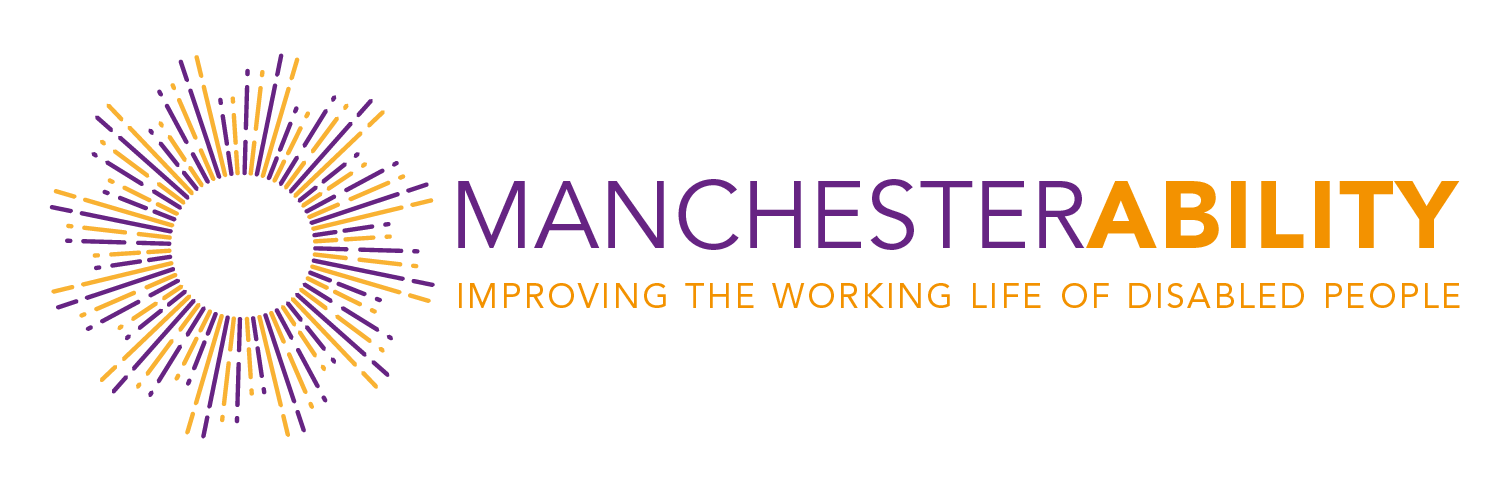 MANCHESTERABILITY
IMPROVING THE WORKING LIFE OF DISABLED PEOPLE